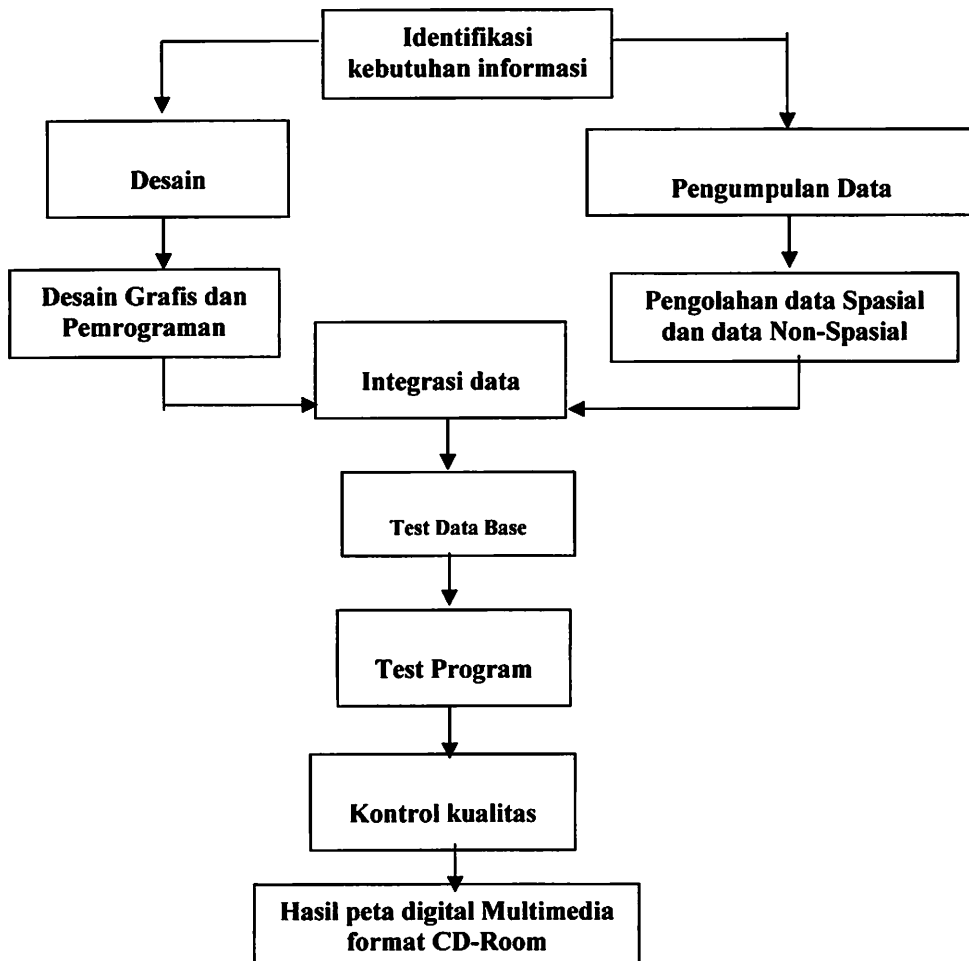 Identifikasi
kebutuhan informasi
Desain
Pengumpulan Data
Desain Grafis dan
Pemrograman
Pengolahan data Spasial
dan data Non-Spasial
Integrasi data
Test Data Base
Test Program
Kontrol kualitas
Hasil peta digital Multimedia
format CD-Room